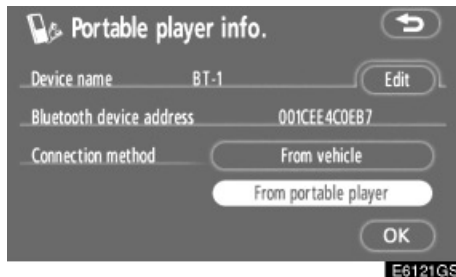 Portable player info.
Device name BT-1 Edit
Bluetooth device address 001CEE4C0EB7
Connection method From vehicle
From portable player
OK
E6121GS